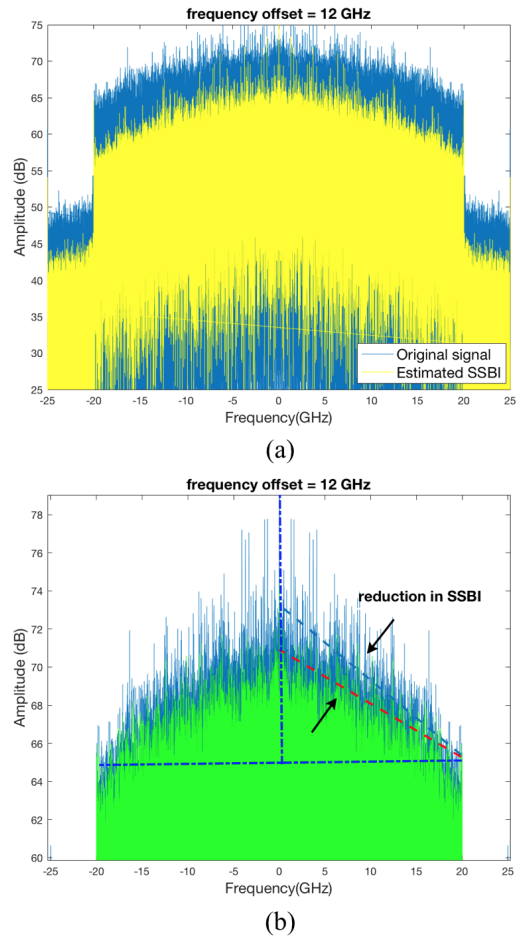 frequency offset = 12 GHz
75
70
65
60
55
50
45
40
35
30
25
Amplitude (dB)
Original signal
Estimated SSBI
-25 -20 -15 -10 -5 0 5 10 15 20 25
Frequency(GHz)
(a)
frequency offset = 12 GHz
78
76
74
72
70
68
66
64
62
60
Amplitude (dB)
reduction in SSBI
-25 -20 -15 -10 -5 0 5 10 15 20 25
Frequency(GHz)
(b)